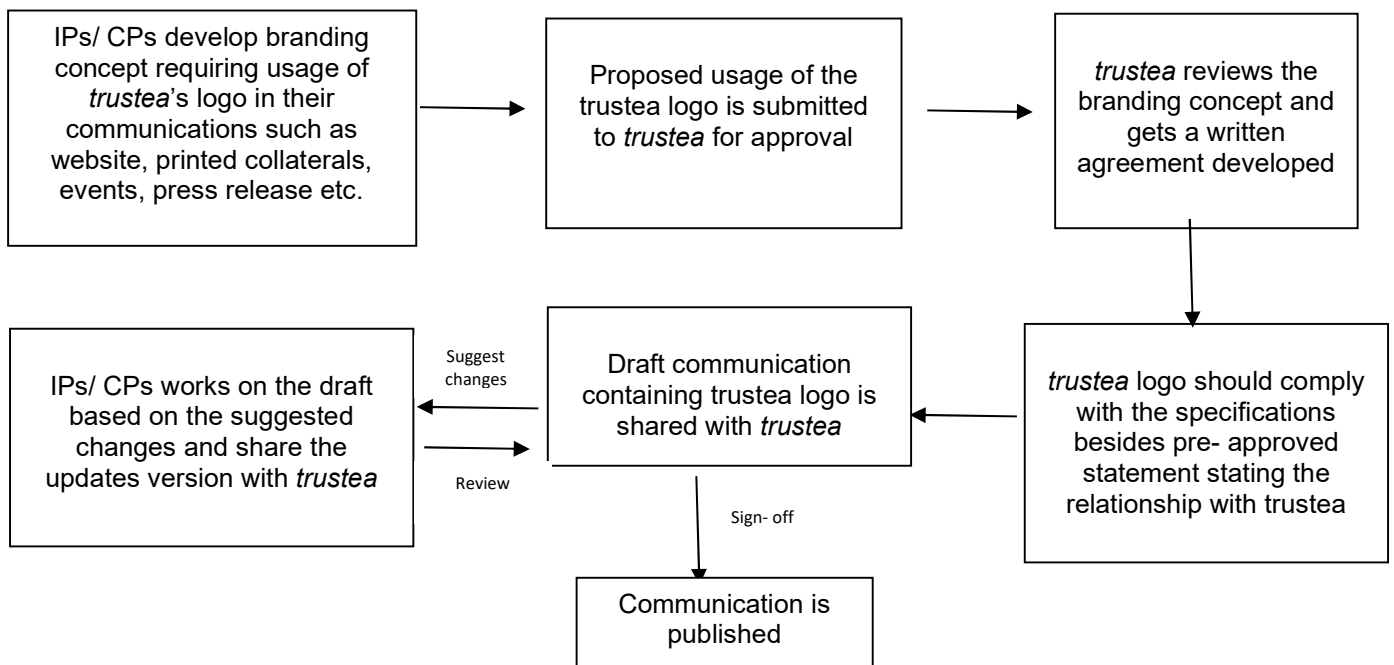 IPs/ CPs develop branding
concept requiring usage of
trustea's logo in their
communications such as
website, printed collaterals,
events, press release etc.
Proposed usage of the
trustea logo is submitted
to trustea for approval
trustea reviews the
branding concept and
gets a written
agreement developed
trustea logo should comply
with the specifications
besides pre- approved
statement stating the
relationship with trustea
Draft communication
containing trustea logo is
shared with trustea
Suggest
changes
Review
IPs/ CPs works on the draft
based on the suggested
changes and share the
updates version with trustea
Sign- off
Communication is
published